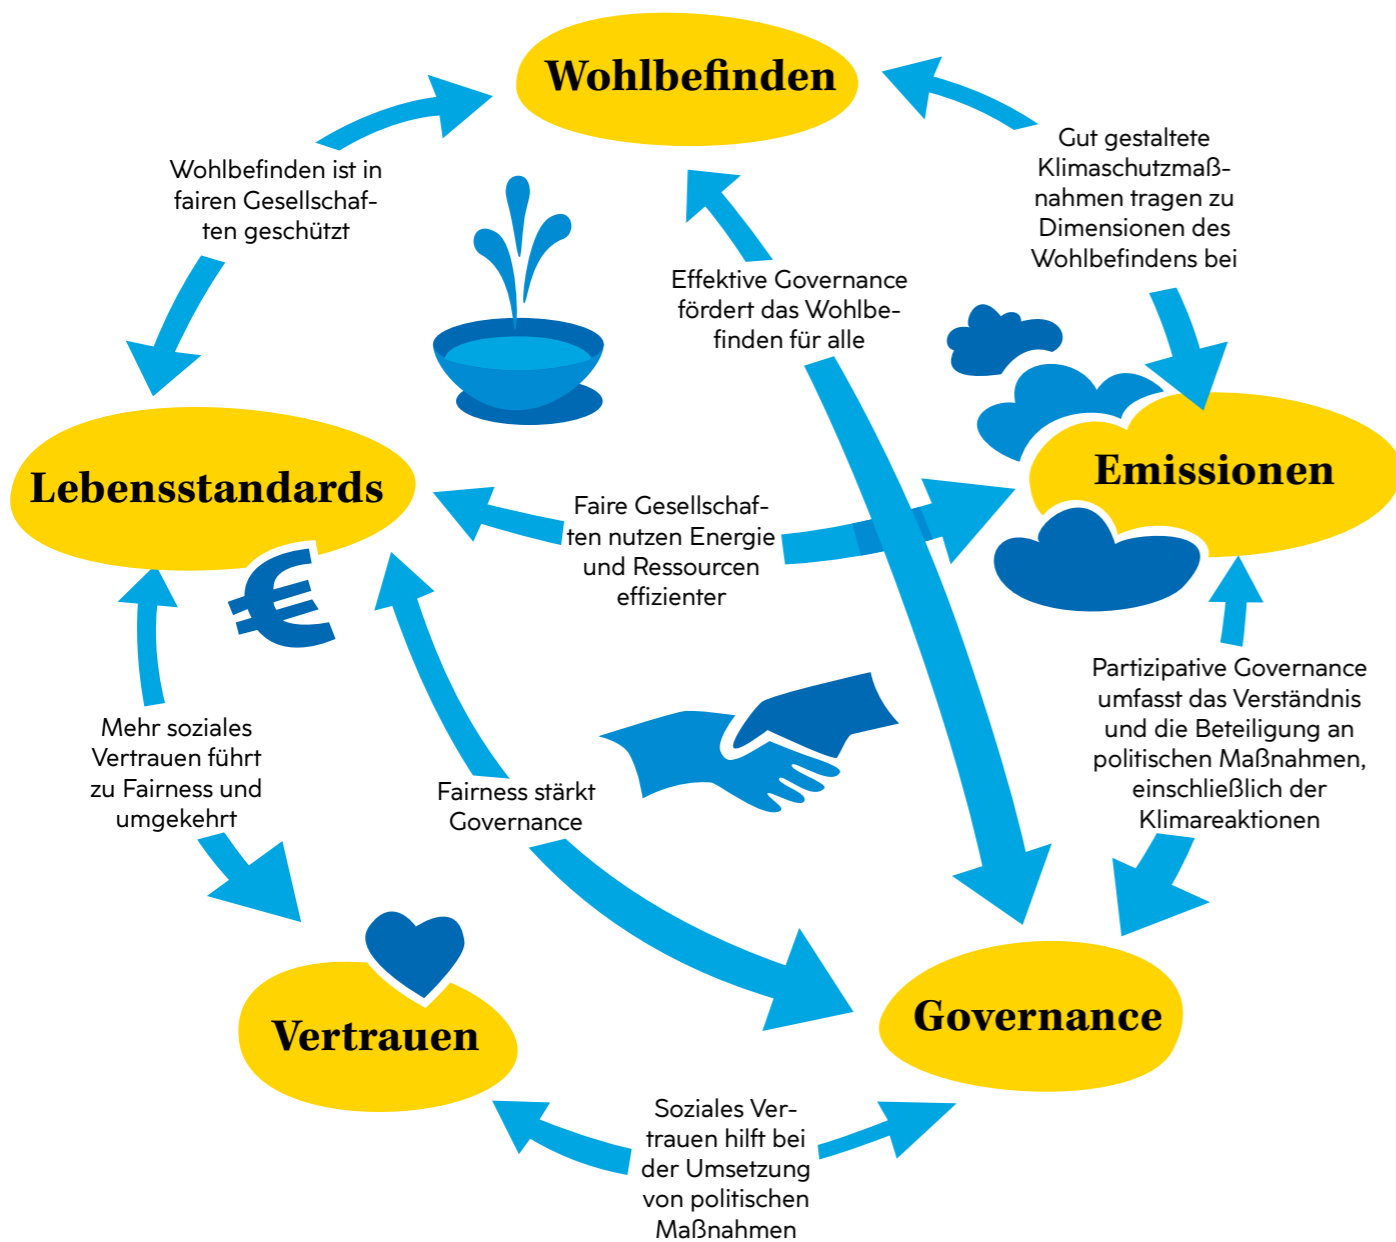 Wohlbefinden
Wohlbefinden ist in
fairen Gesellschaf-
ten geschützt
Gut gestaltete
Klimaschutzmaß-
nahmen tragen zu
Dimensionen des
Wohlbefindens bei
Effektive Governance
fördert das Wohlbe-
finden für alle
Lebensstandards
Emissionen
Faire Gesellschaf-
ten nutzen Energie
und Ressourcen
effizienter
€
Mehr soziales
Vertrauen führt
zu Fairness und
umgekehrt
Fairness stärkt
Governance
Partizipative Governance
umfasst das Verständnis
und die Beteiligung an
politischen Maßnahmen,
einschließlich der
Klimareaktionen
Vertrauen
Governance
Soziales Ver-
trauen hilft bei
der Umsetzung
von politischen
Maßnahmen